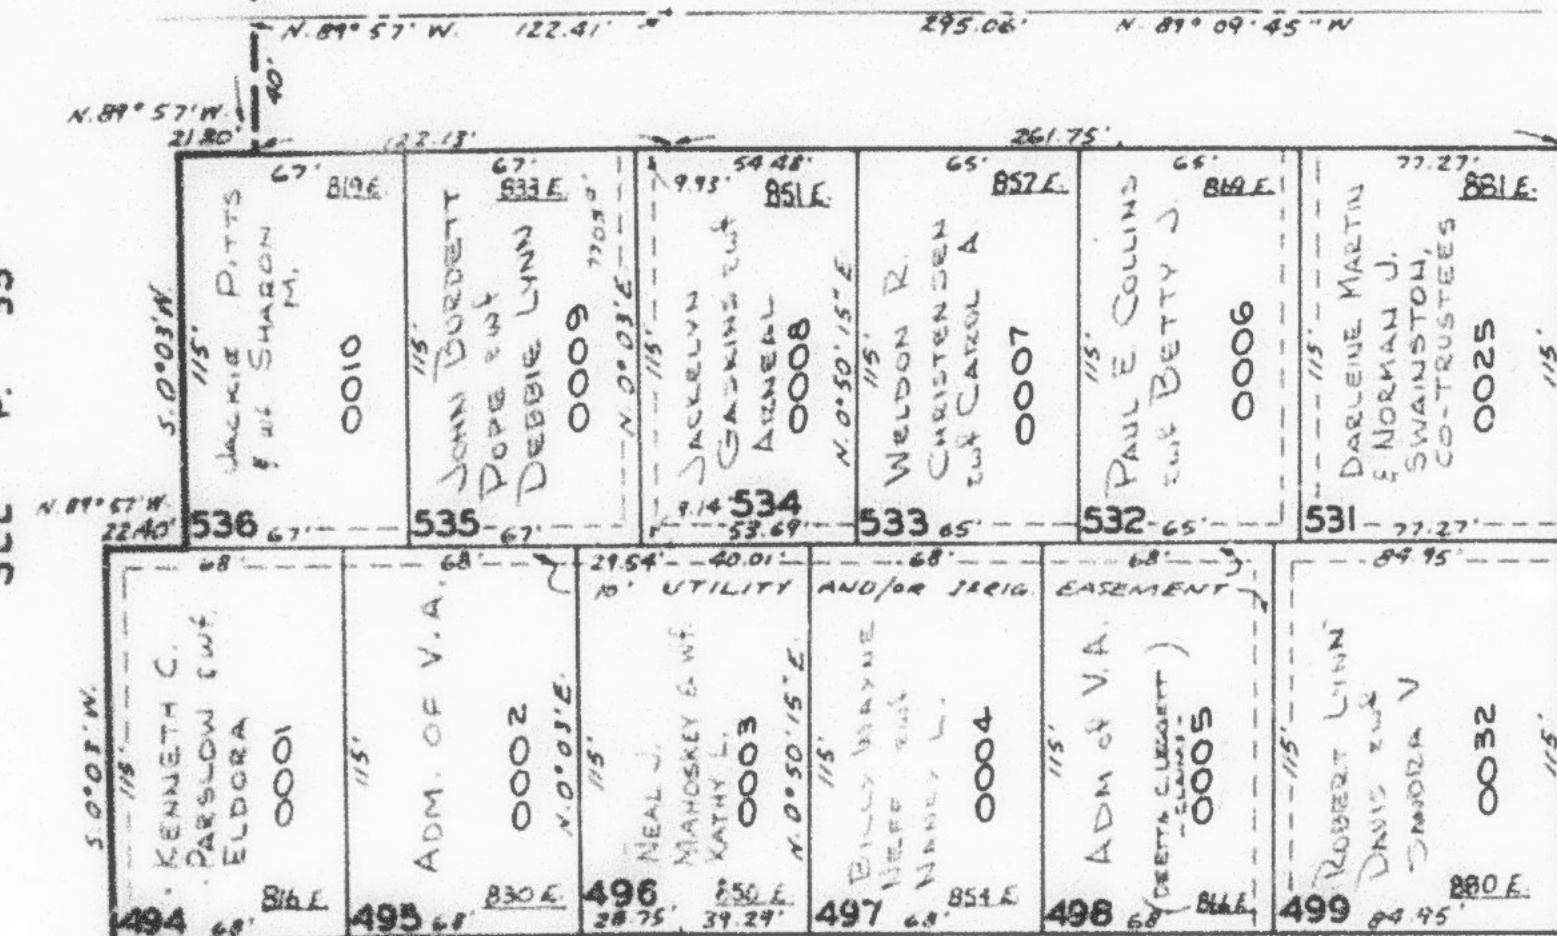 N. 89° 57' W. 122.41'
295.06' N. 89° 09' 45" W
40'
N. 89° 57' W.
21.80'
122.13'
261.75'
67'
819 E.
JACKIE PITTS
& wf SHARON
M.
0010
115'
S. 0° 03' W
536
67'
67'
833 E.
JOHN BURDETT
POPE & wf
DEBBIE LYNN
0009
115'
N. 0° 03' E.
535
67'
54.48'
9.93'
851 E.
JACKELYN
GASKINS & wf
ARNEAL
0008
115'
N. 0° 50' 15" E
534
9.14'
53.69'
65'
857 E.
WELDON R.
CHRISTENSEN
& wf CAROL A
0007
115'
533
65'
65'
869 E.
PAUL E COLLINS
& wf BETTY J
0006
115'
532
65'
77.27'
881 E.
DARLEINE MARTIN
& NORMAN J.
SWAINSTON,
CO-TRUSTEES
0025
115'
115'
531
77.27'
N. 89° 57' W.
22.40'
68'
KENNETH C.
PARSLOW & wf
ELDORA
0001
115'
S. 0° 03' W.
816 E.
494
68'
68'
ADM. OF V.A.
0002
115'
N. 0° 03' E.
830 E.
495
68'
29.54' 40.01'
10' UTILITY AND/OR IRRIG. EASEMENT
NEAL J.
MAHOSKEY & wf.
KATHY L.
0003
115'
N. 0° 50' 15" E.
850 E.
496
28.75' 39.29'
68'
BILLY WAYNE
NEFF & wf
NANCY L.
0004
115'
854 E.
497
68'
68'
ADM of V.A.
(DEETTA C LEGGETT
-CLAIMS-
)
0005
115'
866 E
498
68'
84.95'
ROBERT LYNN
DAVIS & wf
SANDRA V
0032
115'
115'
880 E.
499
84.95'
SEE P. 35